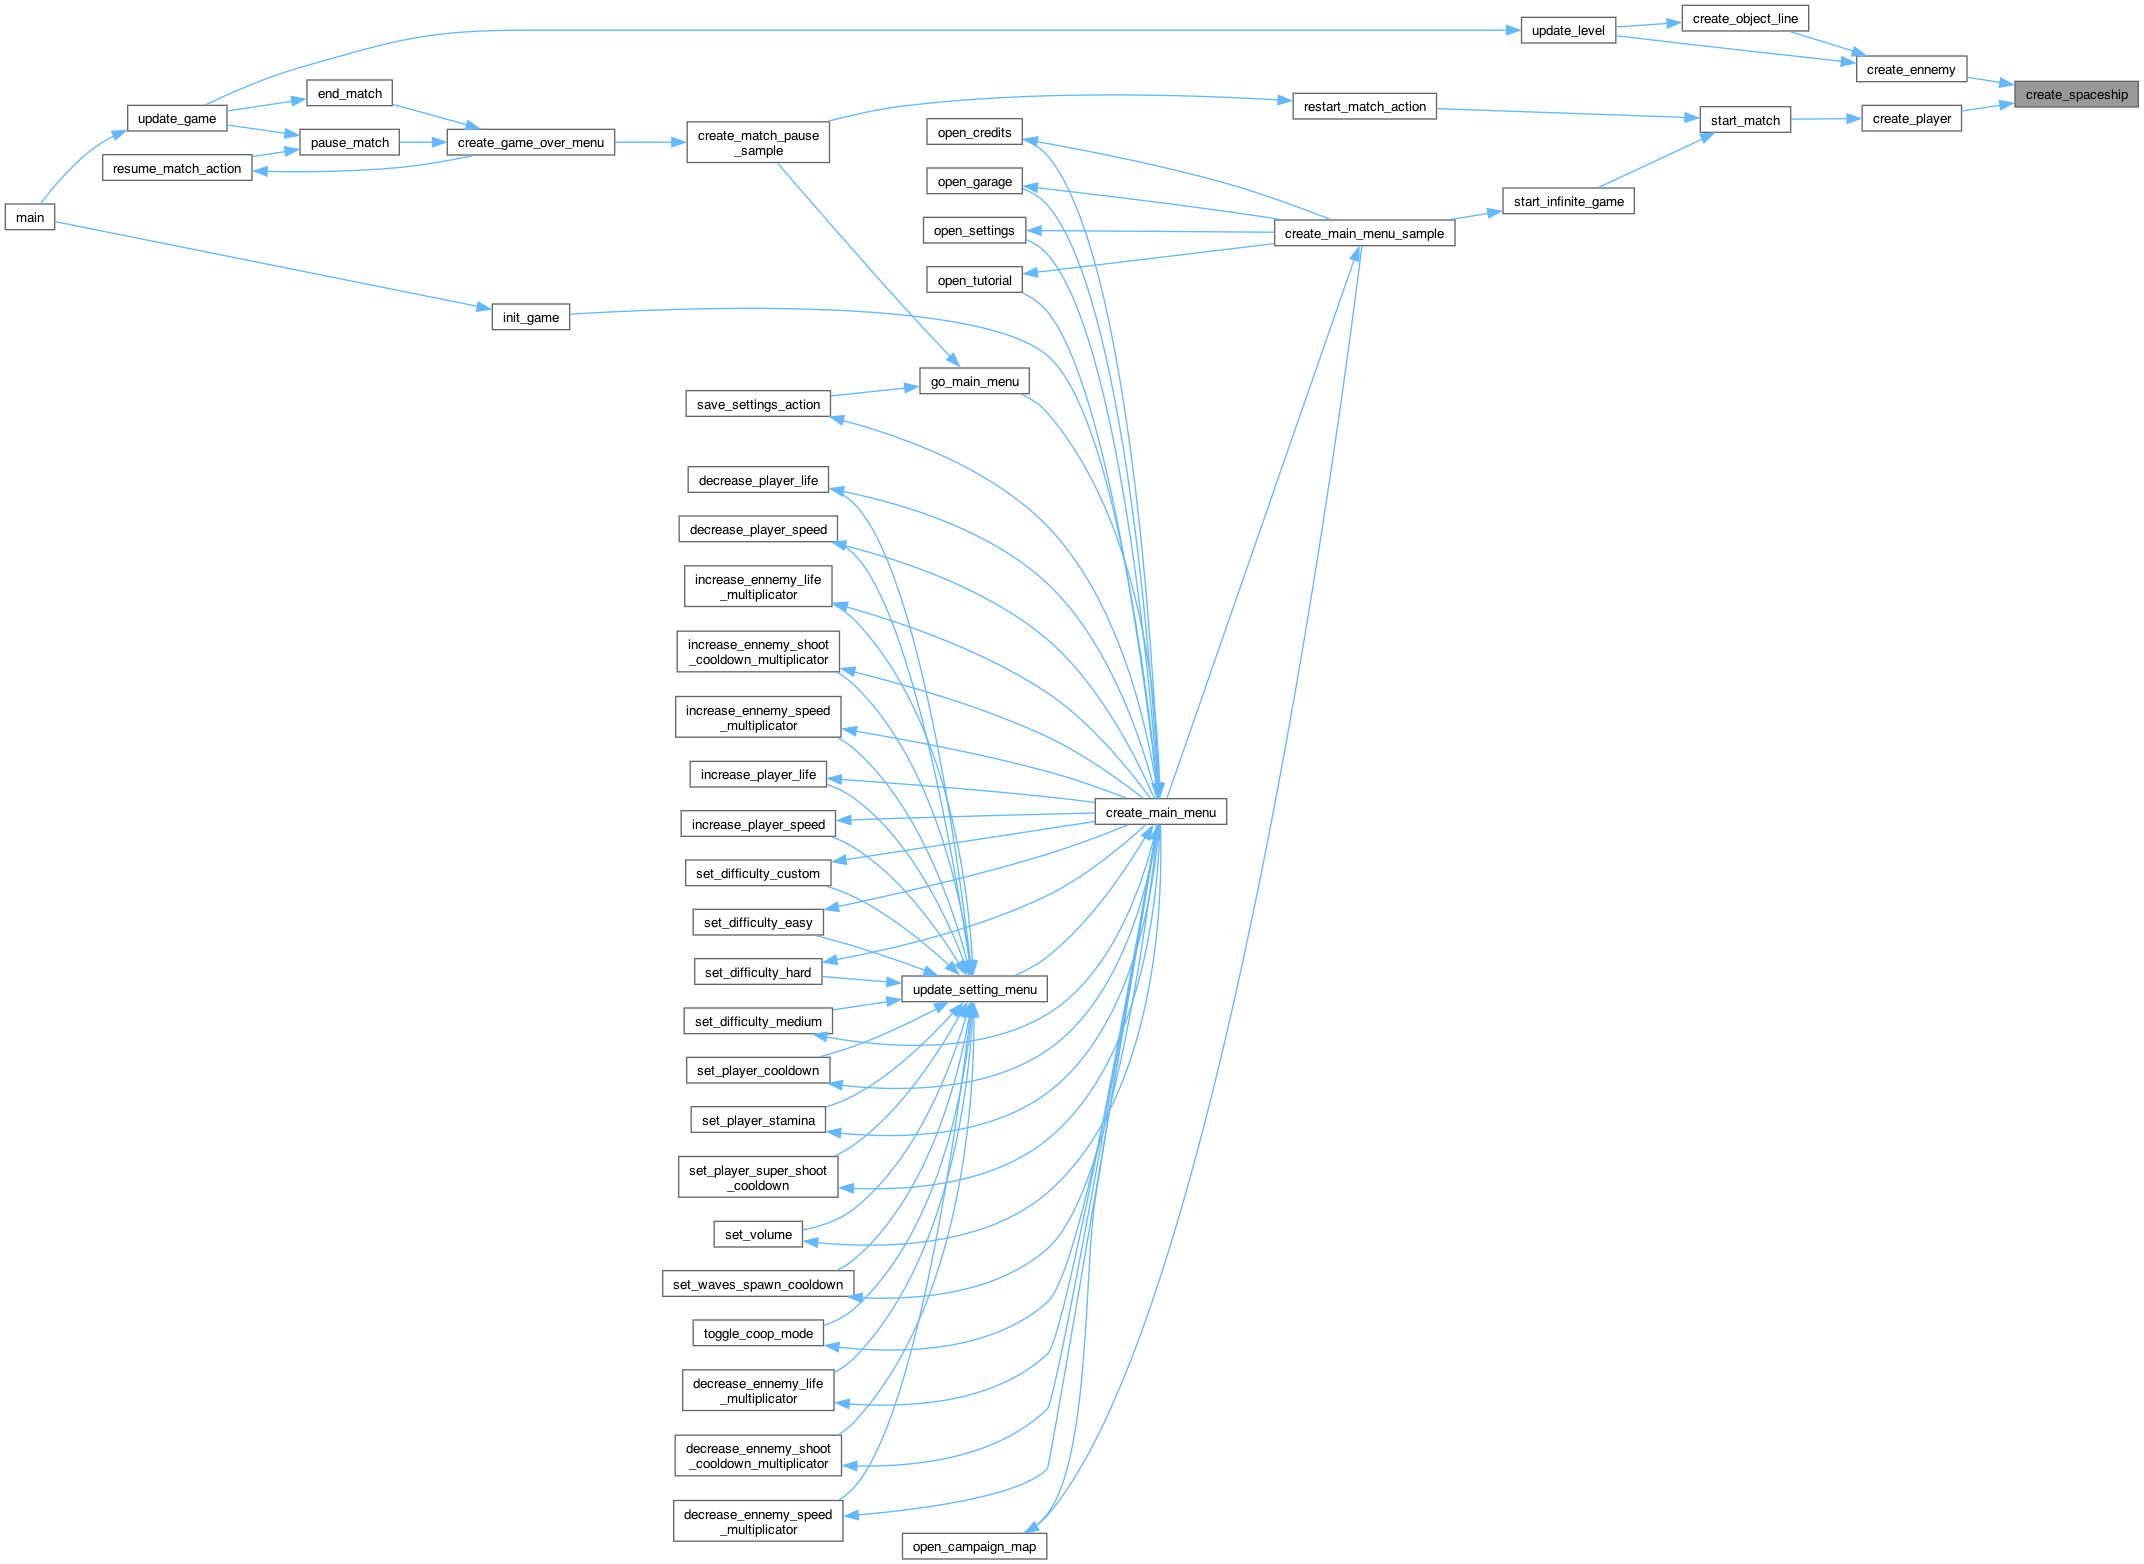 create_object_line
update_level
create_ennemy
end_match
create_spaceship
restart_match_action
update_game
create_player
start_match
open_credits
create_match_pause
_sample
pause_match
create_game_over_menu
resume_match_action
open_garage
start_infinite_game
main
open_settings
create_main_menu_sample
open_tutorial
init_game
go_main_menu
save_settings_action
decrease_player_life
decrease_player_speed
increase_ennemy_life
_multiplicator
increase_ennemy_shoot
_cooldown_multiplicator
increase_ennemy_speed
_multiplicator
increase_player_life
create_main_menu
increase_player_speed
set_difficulty_custom
set_difficulty_easy
set_difficulty_hard
update_setting_menu
set_difficulty_medium
set_player_cooldown
set_player_stamina
set_player_super_shoot
_cooldown
set_volume
set_waves_spawn_cooldown
toggle_coop_mode
decrease_ennemy_life
_multiplicator
decrease_ennemy_shoot
_cooldown_multiplicator
decrease_ennemy_speed
_multiplicator
open_campaign_map